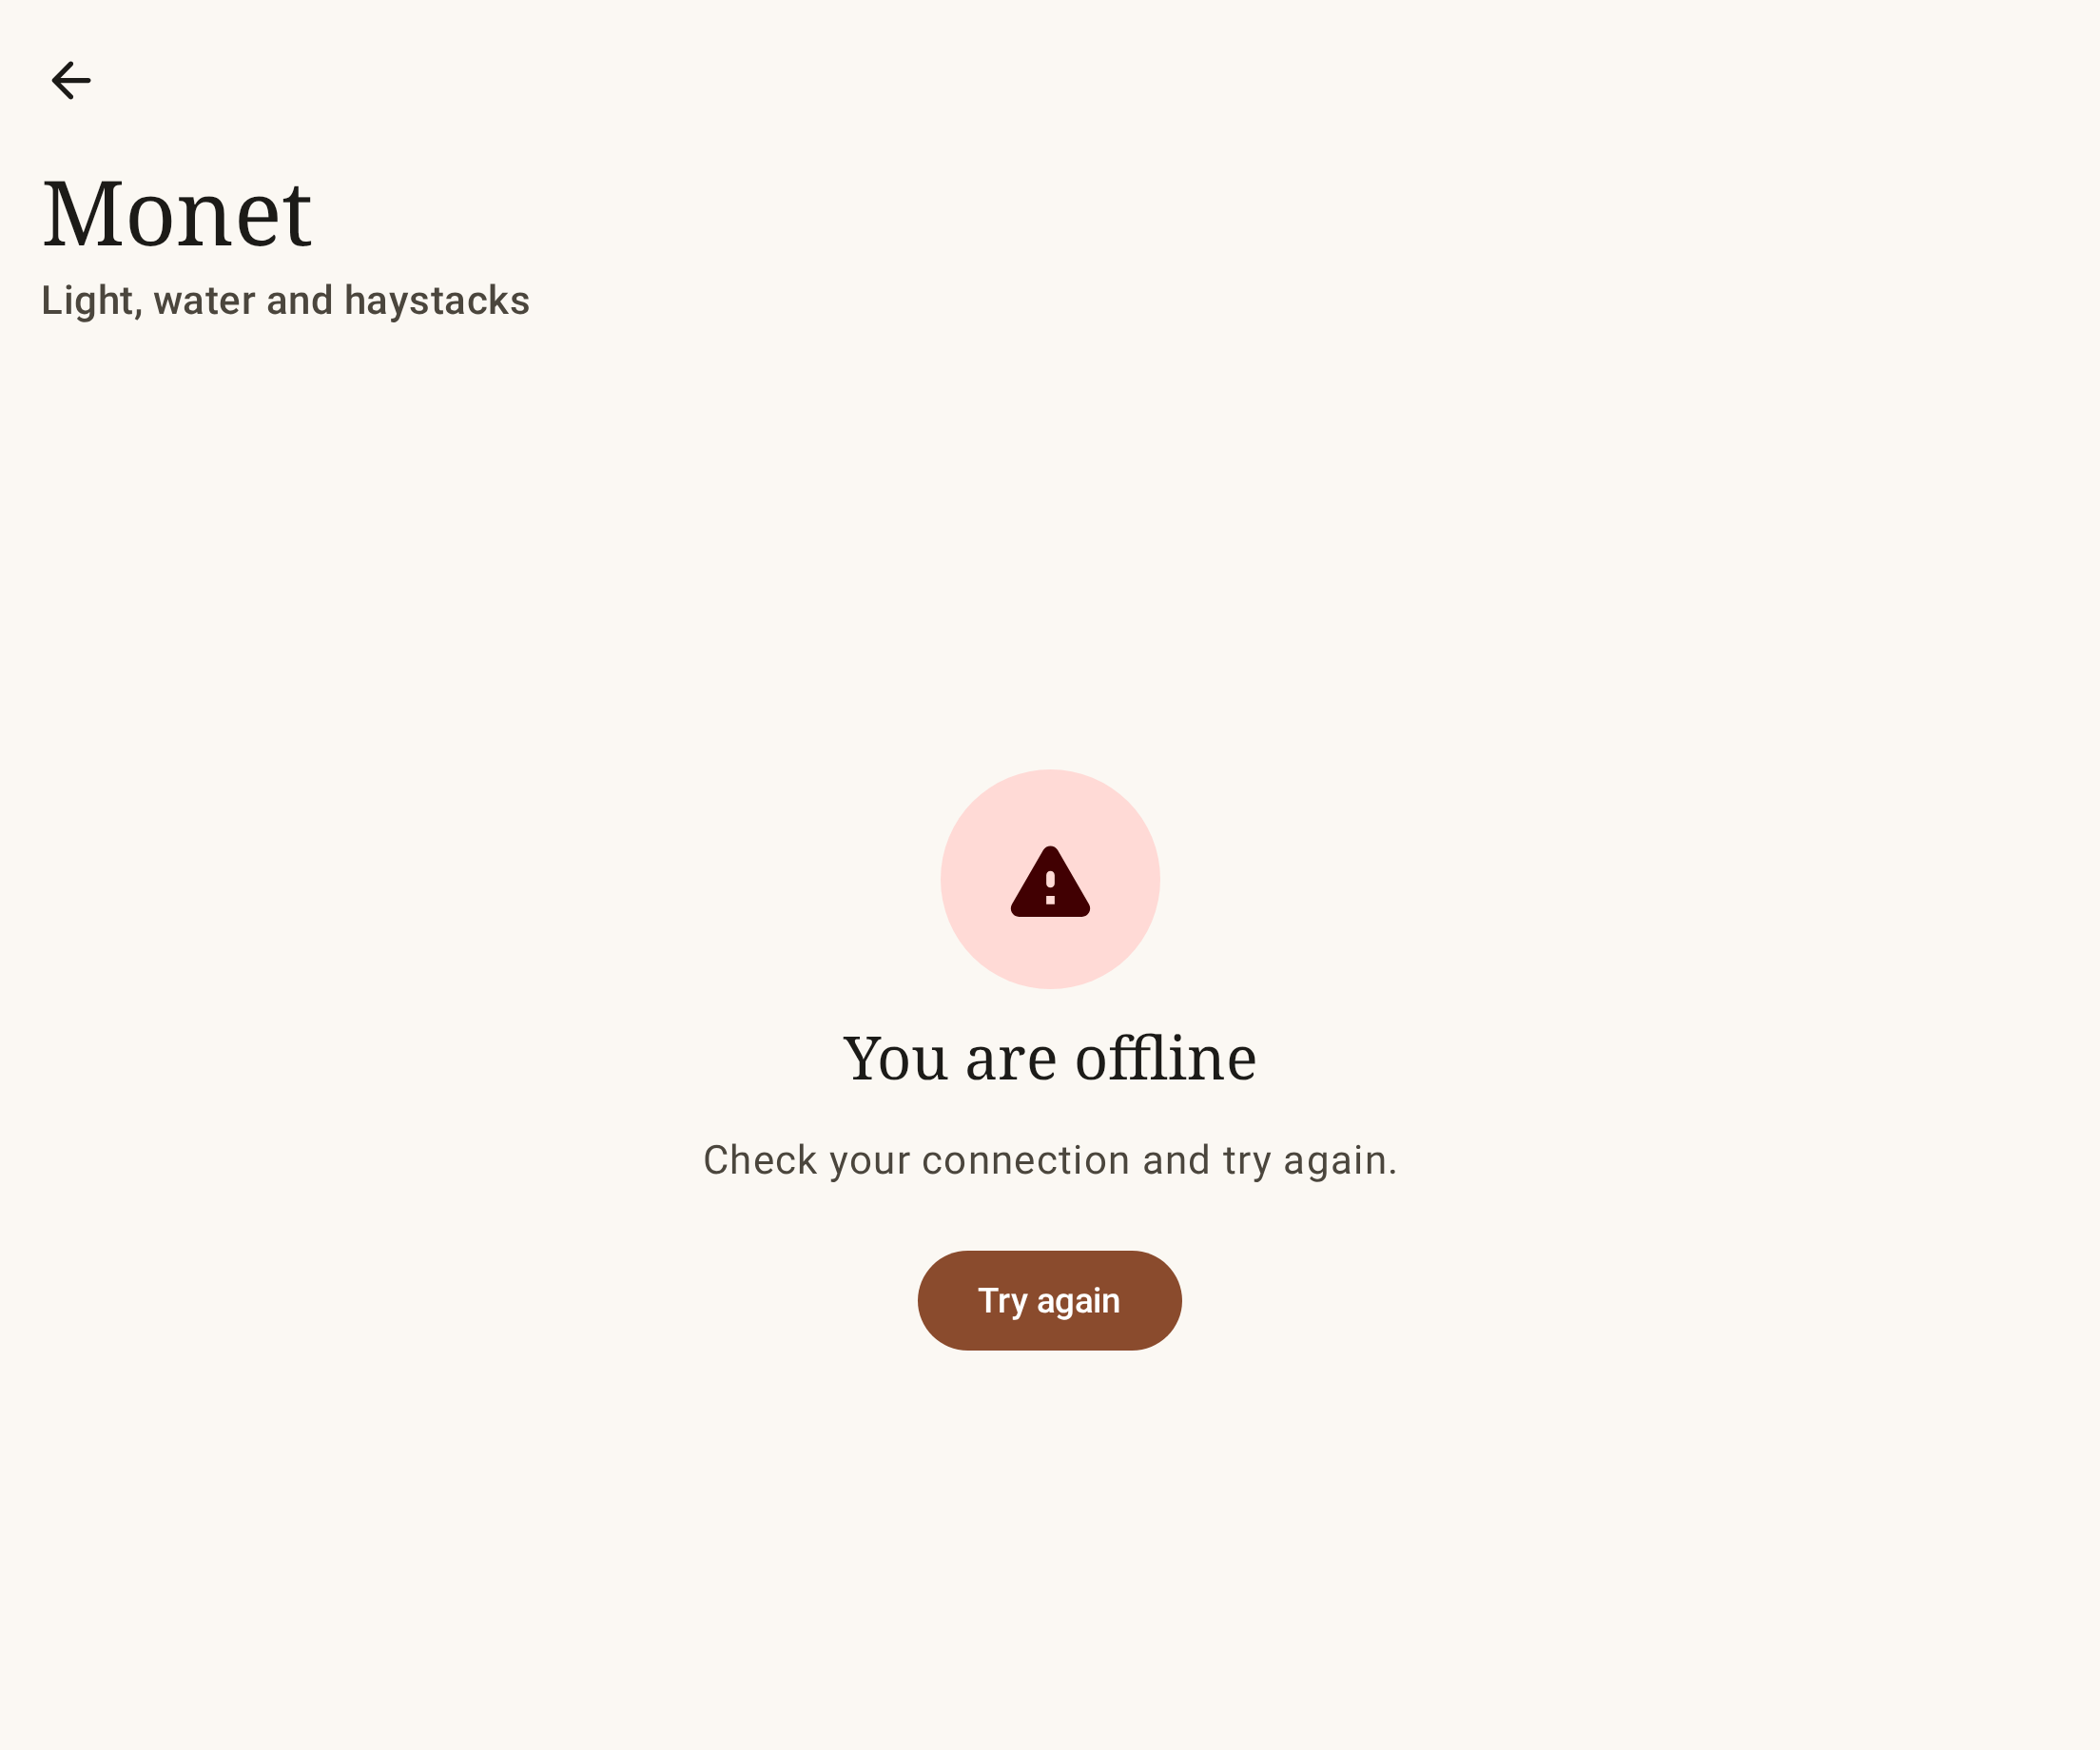 Monet
Light, water and haystacks
You are offline
Check your connection and try again.
Try again